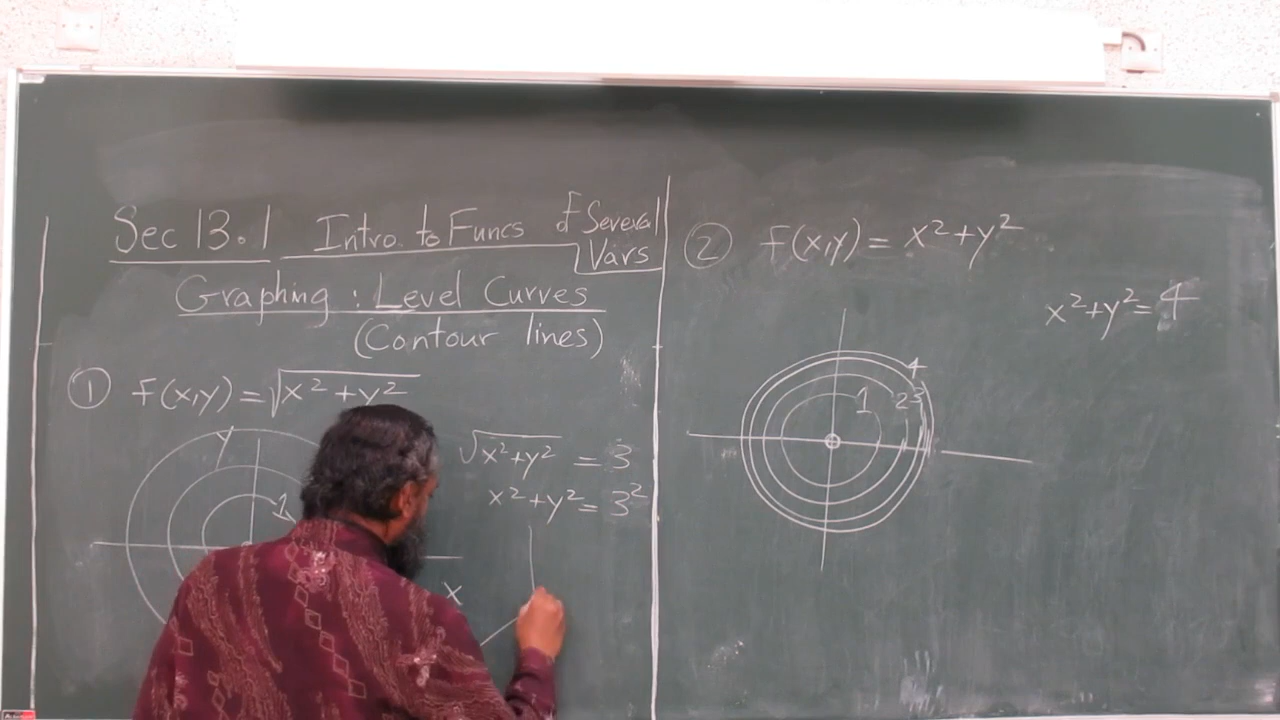 Sec 13.1 Intro. to Funcs of Several Vars
Graphing : Level Curves
(Contour lines)
① f(x,y) = √x² + y²
y
1
x
√x²+y² = 3
x²+y² = 3²
② f(x,y) = x²+y²
x²+y² = 4
4
1 2 3